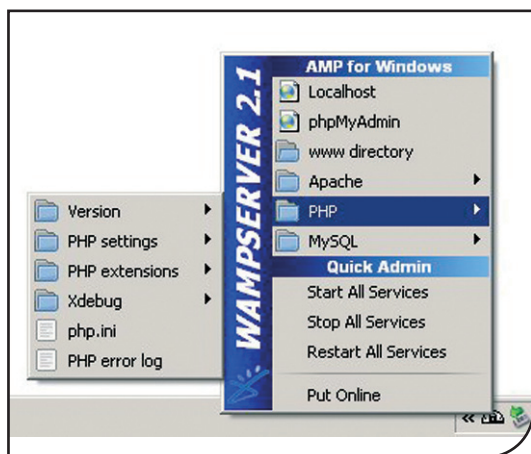 WAMPSERVER 2.1
AMP for Windows
Localhost
phpMyAdmin
www directory
Apache
PHP
MySQL
Quick Admin
Start All Services
Stop All Services
Restart All Services
Put Online
Version
PHP settings
PHP extensions
Xdebug
php.ini
PHP error log
«